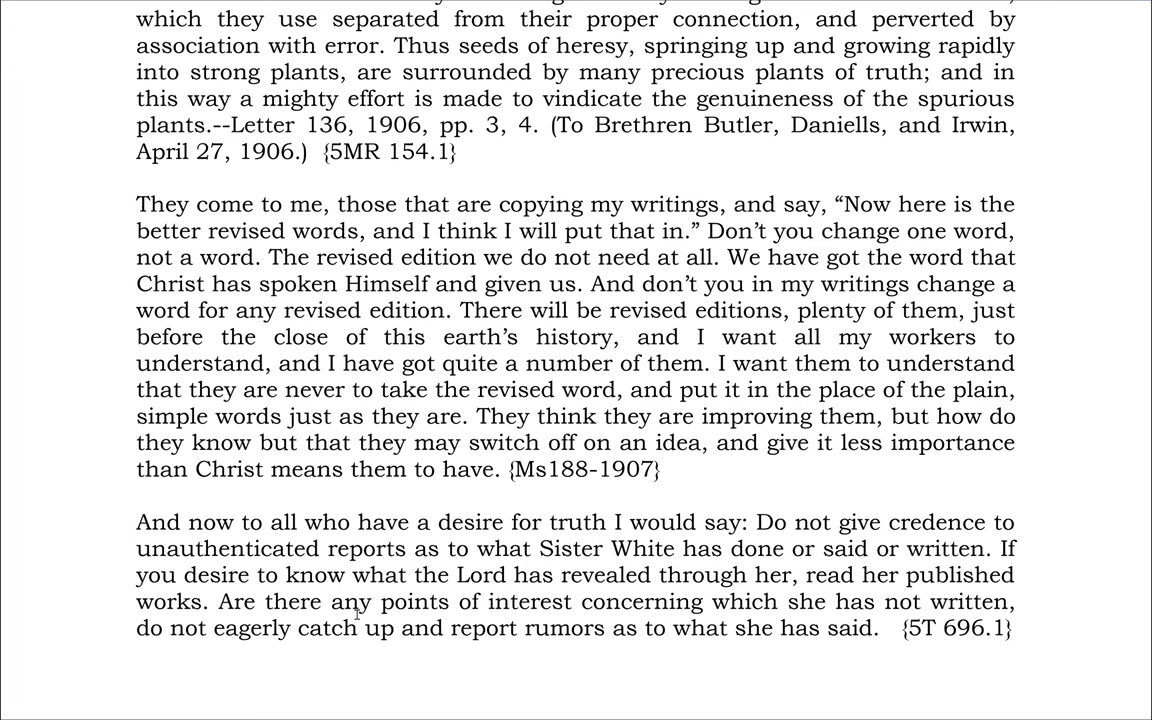 which they use separated from their proper connection, and perverted by
association with error. Thus seeds of heresy, springing up and growing rapidly
into strong plants, are surrounded by many precious plants of truth; and in
this way a mighty effort is made to vindicate the genuineness of the spurious
plants.--Letter 136, 1906, pp. 3, 4. (To Brethren Butler, Daniells, and Irwin,
April 27, 1906.)  {5MR 154.1}
They come to me, those that are copying my writings, and say, “Now here is the
better revised words, and I think I will put that in.” Don’t you change one word,
not a word. The revised edition we do not need at all. We have got the word that
Christ has spoken Himself and given us. And don’t you in my writings change a
word for any revised edition. There will be revised editions, plenty of them, just
before the close of this earth’s history, and I want all my workers to
understand, and I have got quite a number of them. I want them to understand
that they are never to take the revised word, and put it in the place of the plain,
simple words just as they are. They think they are improving them, but how do
they know but that they may switch off on an idea, and give it less importance
than Christ means them to have. {Ms188-1907}
And now to all who have a desire for truth I would say: Do not give credence to
unauthenticated reports as to what Sister White has done or said or written. If
you desire to know what the Lord has revealed through her, read her published
works. Are there any points of interest concerning which she has not written,
do not eagerly catch up and report rumors as to what she has said.   {5T 696.1}